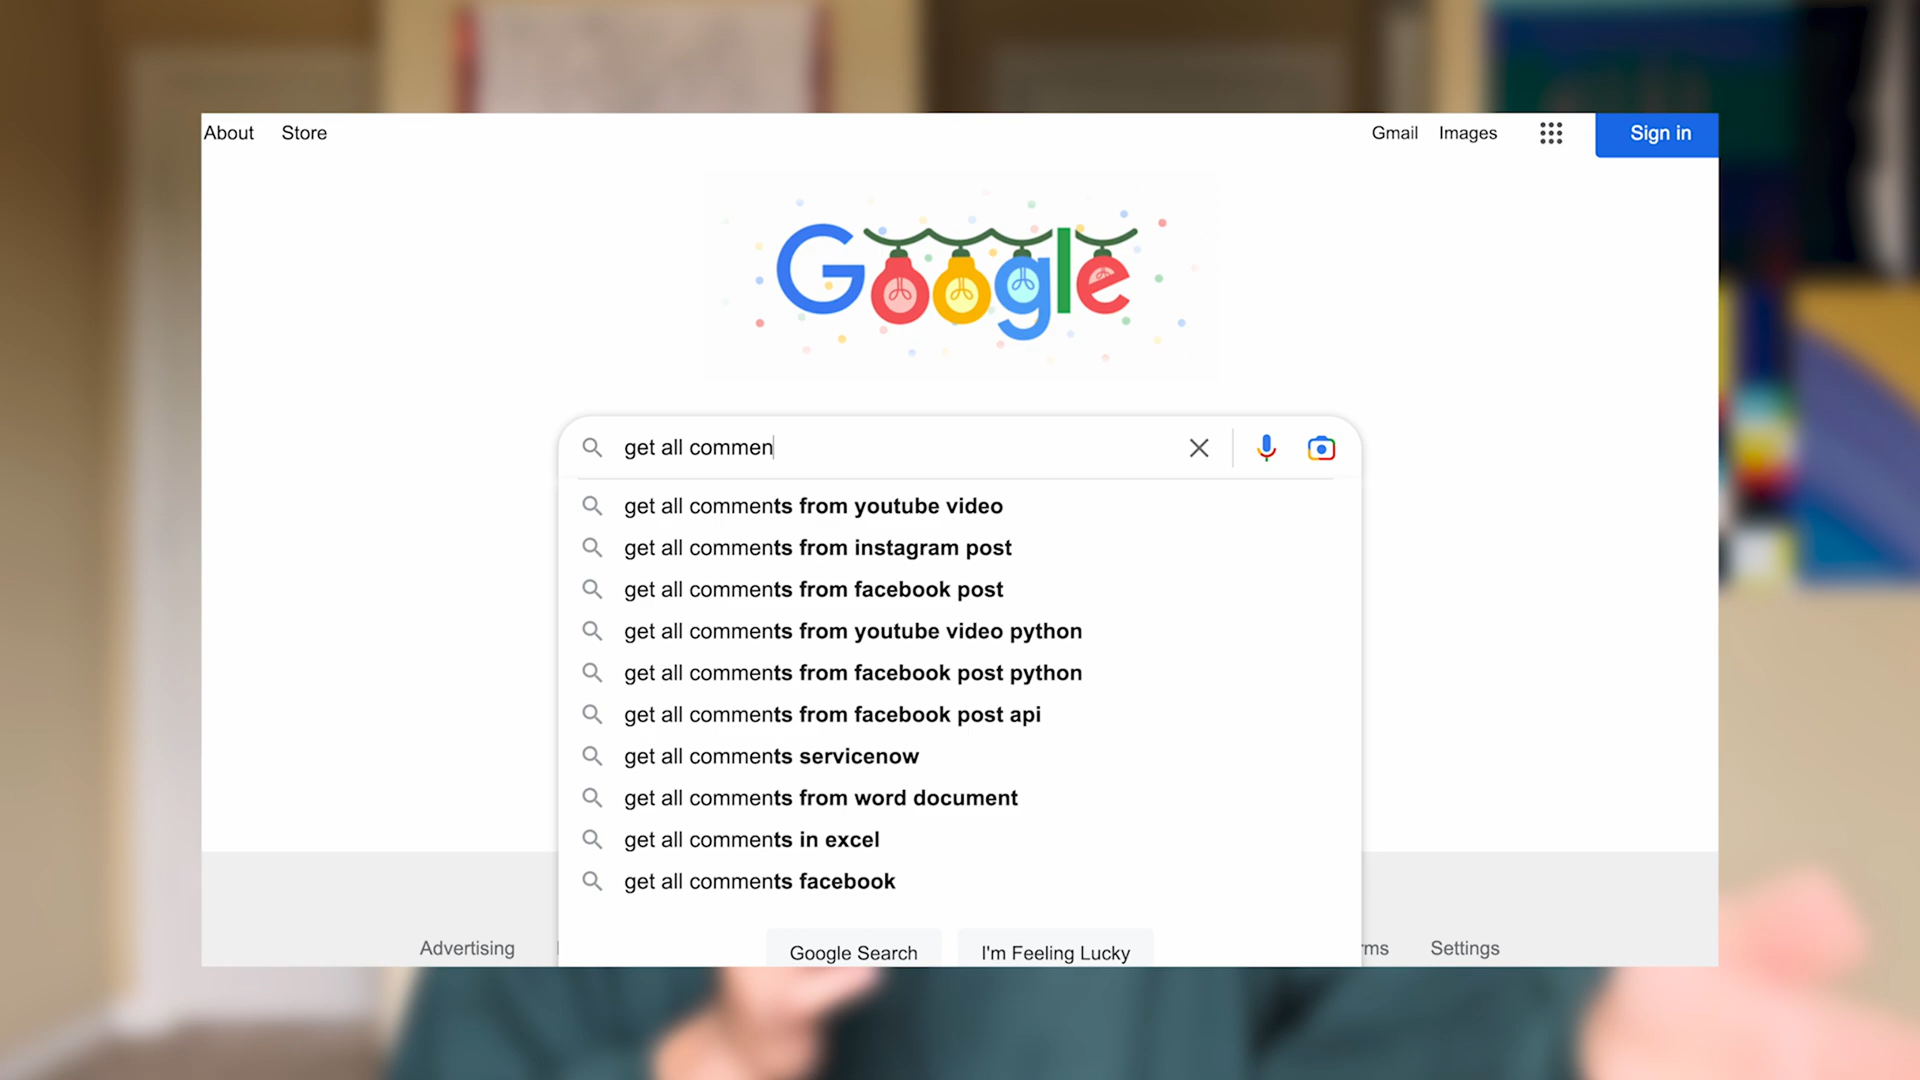 About Store Gmail Images Sign in
Google
get all commen
get all comments from youtube video
get all comments from instagram post
get all comments from facebook post
get all comments from youtube video python
get all comments from facebook post python
get all comments from facebook post api
get all comments servicenow
get all comments from word document
get all comments in excel
get all comments facebook
Google Search I'm Feeling Lucky
Advertising rms Settings